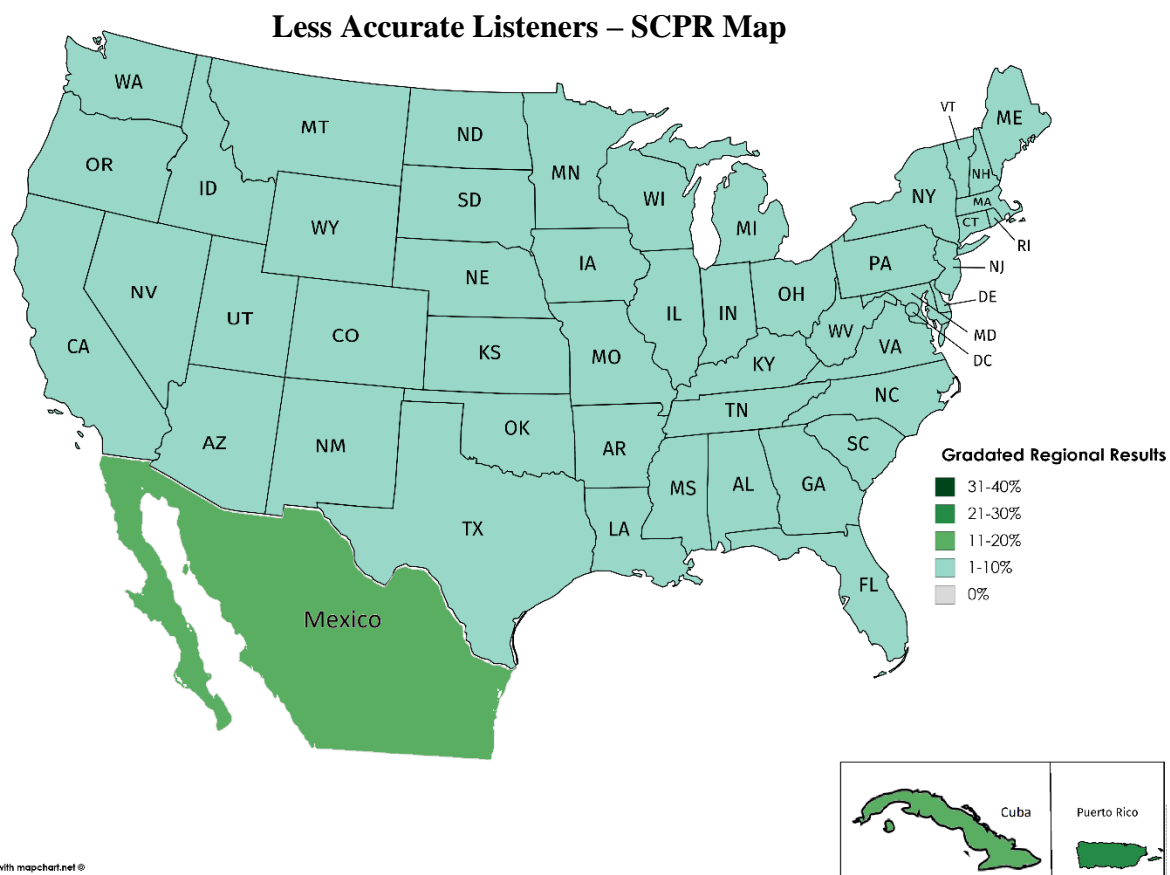 Less Accurate Listeners – SCPR Map
WA
MT
ND
MN
VT
ME
OR
ID
SD
WI
MI
NY
NH
MA
CT
RI
WY
NE
IA
PA
NJ
NV
UT
CO
IL
IN
OH
DE
MD
DC
WV
VA
CA
KS
MO
KY
NC
AZ
NM
OK
AR
TN
SC
MS
AL
GA
TX
LA
FL
Gradated Regional Results
31-40%
21-30%
11-20%
1-10%
0%
Mexico
Cuba
Puerto Rico
with mapchart.net ©